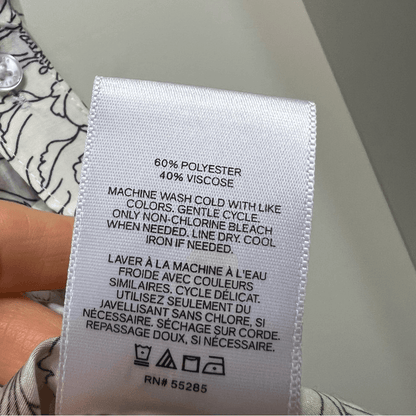 60% POLYESTER
40% VISCOSE
MACHINE WASH COLD WITH LIKE
COLORS. GENTLE CYCLE.
ONLY NON-CHLORINE BLEACH
WHEN NEEDED. LINE DRY. COOL
IRON IF NEEDED.
LAVER À LA MACHINE À L'EAU
FROIDE AVEC COULEURS
SIMILAIRES. CYCLE DÉLICAT.
UTILISEZ SEULEMENT DU
JAVELLISANT SANS CHLORE, SI
NÉCESSAIRE. SÉCHAGE SUR CORDE.
REPASSAGE DOUX, SI NÉCESSAIRE.
RN# 55285